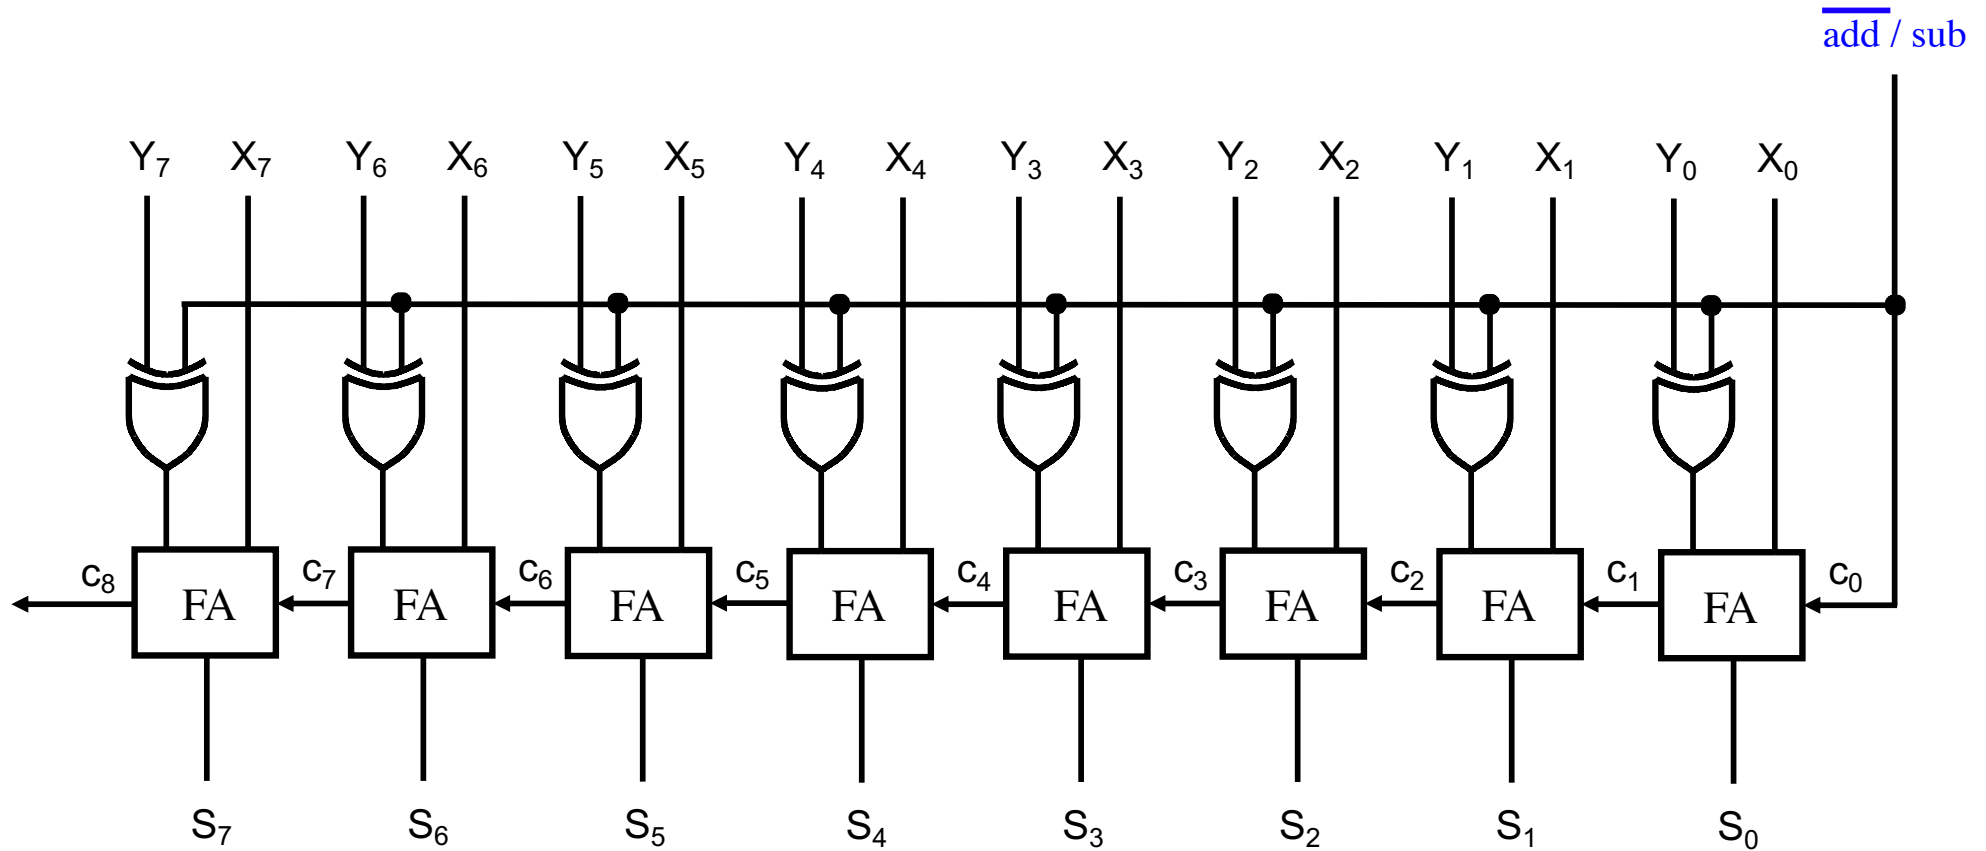 a̅d̅d̅ / sub
Y₇ X₇ Y₆ X₆ Y₅ X₅ Y₄ X₄ Y₃ X₃ Y₂ X₂ Y₁ X₁ Y₀ X₀
c₈ FA c₇ FA c₆ FA c₅ FA c₄ FA c₃ FA c₂ FA c₁ FA c₀
S₇ S₆ S₅ S₄ S₃ S₂ S₁ S₀